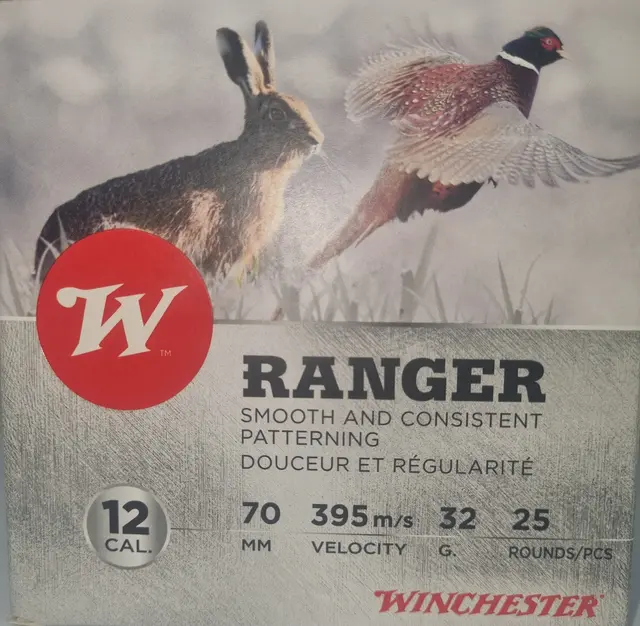 W
TM
RANGER
SMOOTH AND CONSISTENT
PATTERNING
DOUCEUR ET RÉGULARITÉ
12
CAL.
70
MM
395 m/s
VELOCITY
32
G.
25
ROUNDS/PCS
WINCHESTER